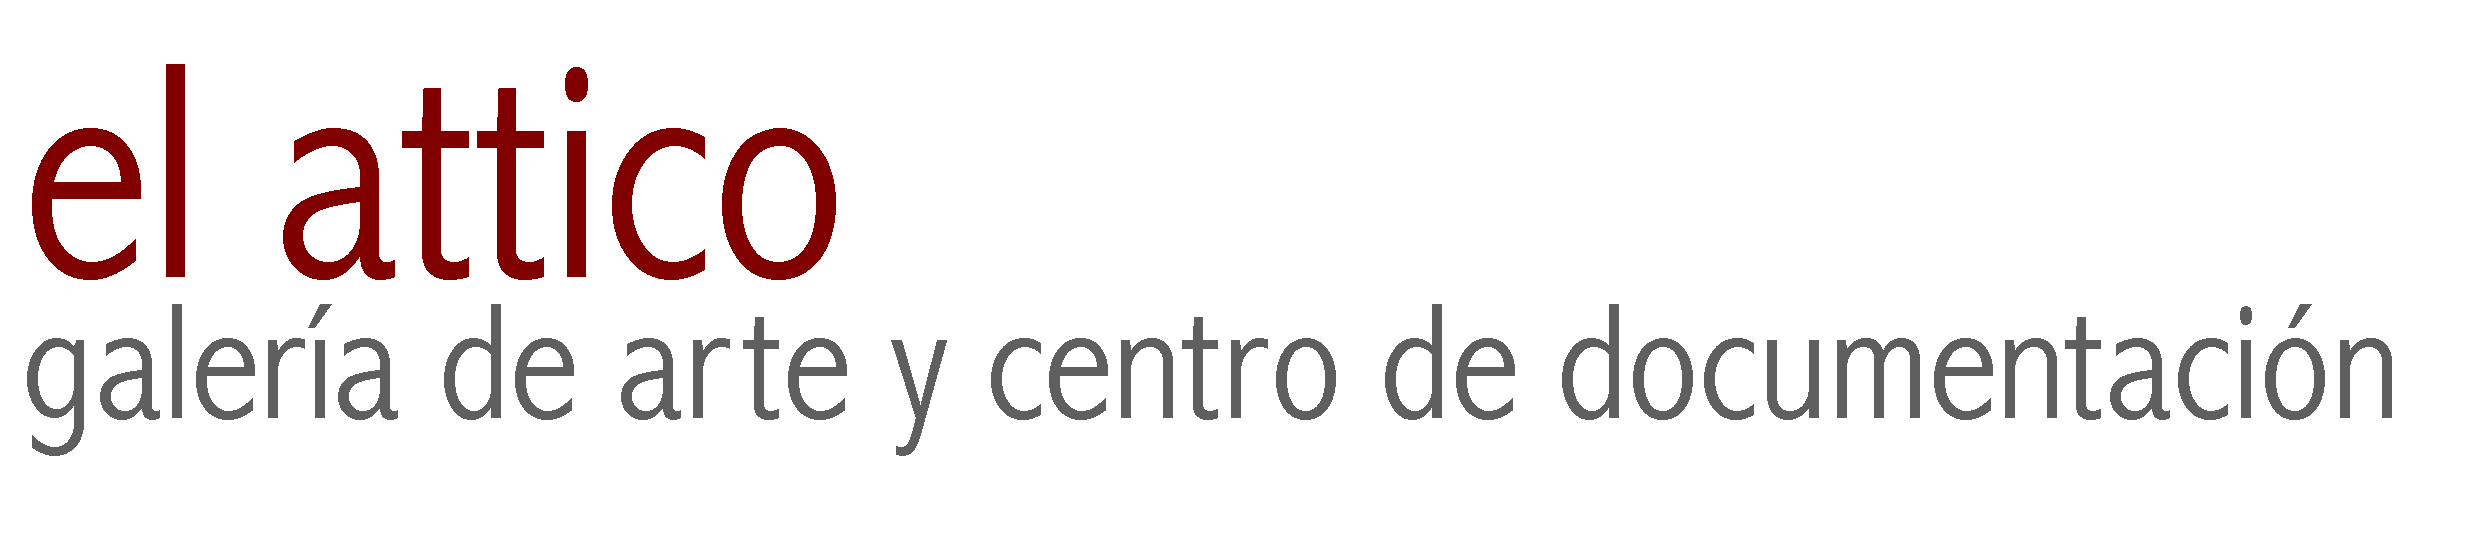 el attico
galería de arte y centro de documentación